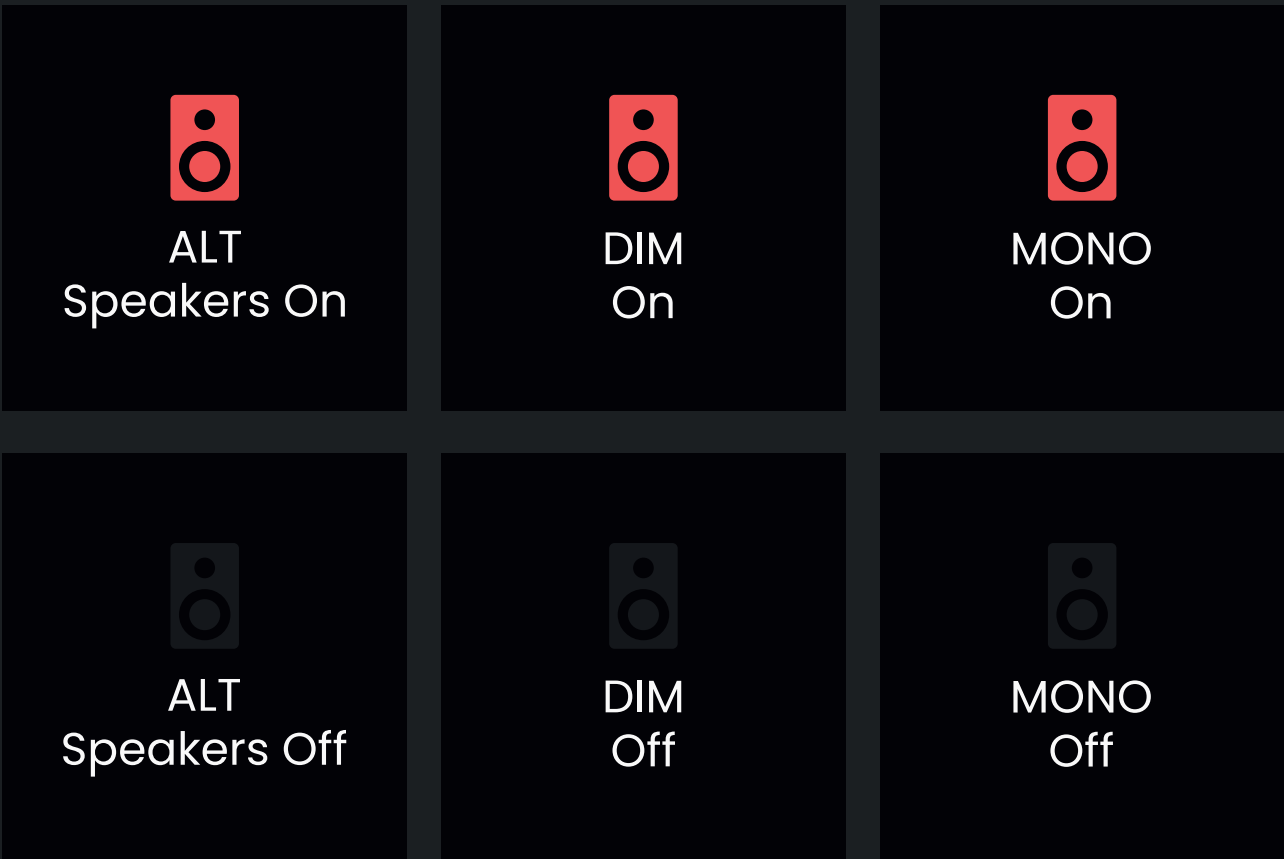 ALT
Speakers On
DIM
On
MONO
On
ALT
Speakers Off
DIM
Off
MONO
Off